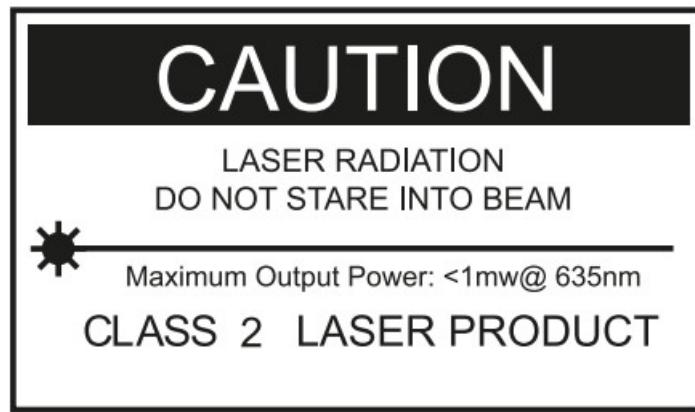 CAUTION
LASER RADIATION
DO NOT STARE INTO BEAM
Maximum Output Power: <1mw@ 635nm
CLASS 2 LASER PRODUCT